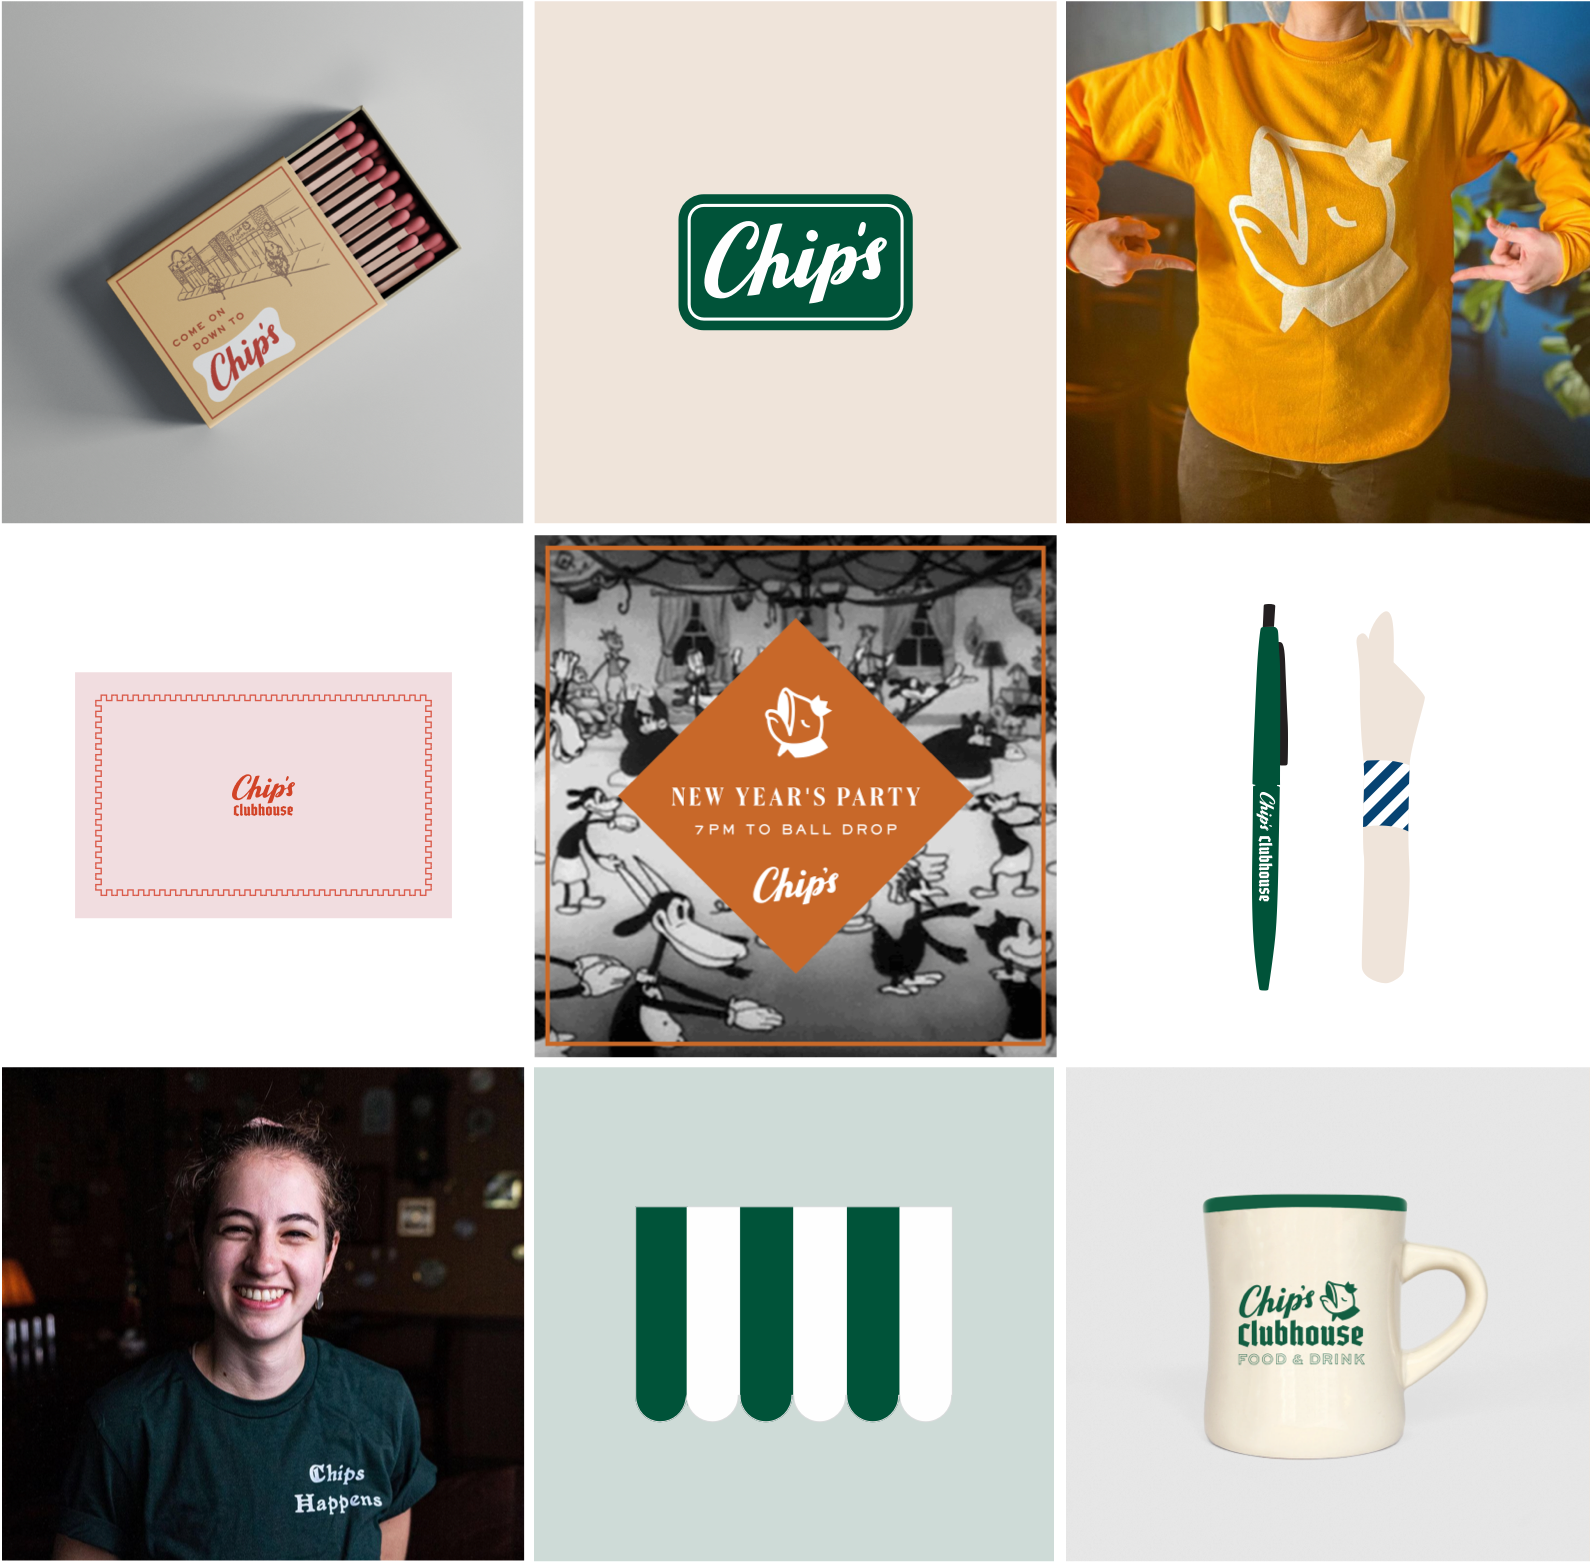 COME ON
DOWN TO
Chip's
Chip's
Chip's
Clubhouse
NEW YEAR'S PARTY
7PM TO BALL DROP
Chip's
Chip's Clubhouse
Chips
Happens
Chip's
Clubhouse
FOOD & DRINK